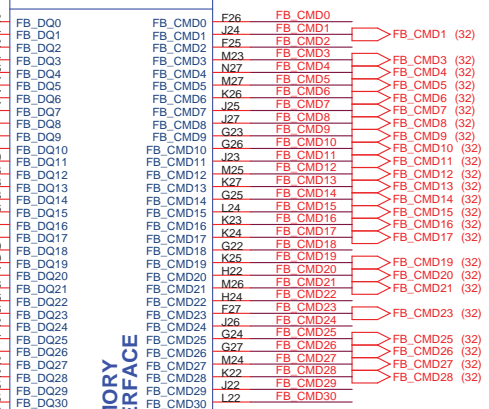 FB_DQ0 FB_CMD0 F26 FB_CMD0
FB_DQ1 FB_CMD1 J24 FB_CMD1 FB_CMD1 (32)
FB_DQ2 FB_CMD2 F25 FB_CMD2
FB_DQ3 FB_CMD3 M23 FB_CMD3 FB_CMD3 (32)
FB_DQ4 FB_CMD4 N27 FB_CMD4 FB_CMD4 (32)
FB_DQ5 FB_CMD5 M27 FB_CMD5 FB_CMD5 (32)
FB_DQ6 FB_CMD6 K26 FB_CMD6 FB_CMD6 (32)
FB_DQ7 FB_CMD7 J25 FB_CMD7 FB_CMD7 (32)
FB_DQ8 FB_CMD8 J27 FB_CMD8 FB_CMD8 (32)
FB_DQ9 FB_CMD9 G23 FB_CMD9 FB_CMD9 (32)
FB_DQ10 FB_CMD10 G26 FB_CMD10 FB_CMD10 (32)
FB_DQ11 FB_CMD11 J23 FB_CMD11 FB_CMD11 (32)
FB_DQ12 FB_CMD12 M25 FB_CMD12 FB_CMD12 (32)
FB_DQ13 FB_CMD13 K27 FB_CMD13 FB_CMD13 (32)
FB_DQ14 FB_CMD14 G25 FB_CMD14 FB_CMD14 (32)
FB_DQ15 FB_CMD15 L24 FB_CMD15 FB_CMD15 (32)
FB_DQ16 FB_CMD16 K23 FB_CMD16 FB_CMD16 (32)
FB_DQ17 FB_CMD17 K24 FB_CMD17 FB_CMD17 (32)
FB_DQ18 FB_CMD18 G22 FB_CMD18
FB_DQ19 FB_CMD19 K25 FB_CMD19 FB_CMD19 (32)
FB_DQ20 FB_CMD20 H22 FB_CMD20 FB_CMD20 (32)
FB_DQ21 FB_CMD21 M26 FB_CMD21 FB_CMD21 (32)
FB_DQ22 FB_CMD22 H24 FB_CMD22
FB_DQ23 FB_CMD23 F27 FB_CMD23 FB_CMD23 (32)
FB_DQ24 FB_CMD24 J26 FB_CMD24
FB_DQ25 FB_CMD25 G24 FB_CMD25 FB_CMD25 (32)
FB_DQ26 FB_CMD26 G27 FB_CMD26 FB_CMD26 (32)
FB_DQ27 FB_CMD27 M24 FB_CMD27 FB_CMD27 (32)
FB_DQ28 FB_CMD28 K22 FB_CMD28 FB_CMD28 (32)
FB_DQ29 FB_CMD29 J22 FB_CMD29
FB_DQ30 FB_CMD30 L22 FB_CMD30